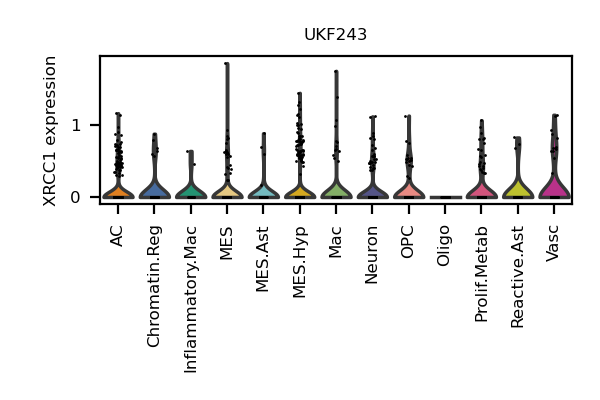 UKF243
XRCC1 expression
1
0
AC
Chromatin.Reg
Inflammatory.Mac
MES
MES.Ast
MES.Hyp
Mac
Neuron
OPC
Oligo
Prolif.Metab
Reactive.Ast
Vasc